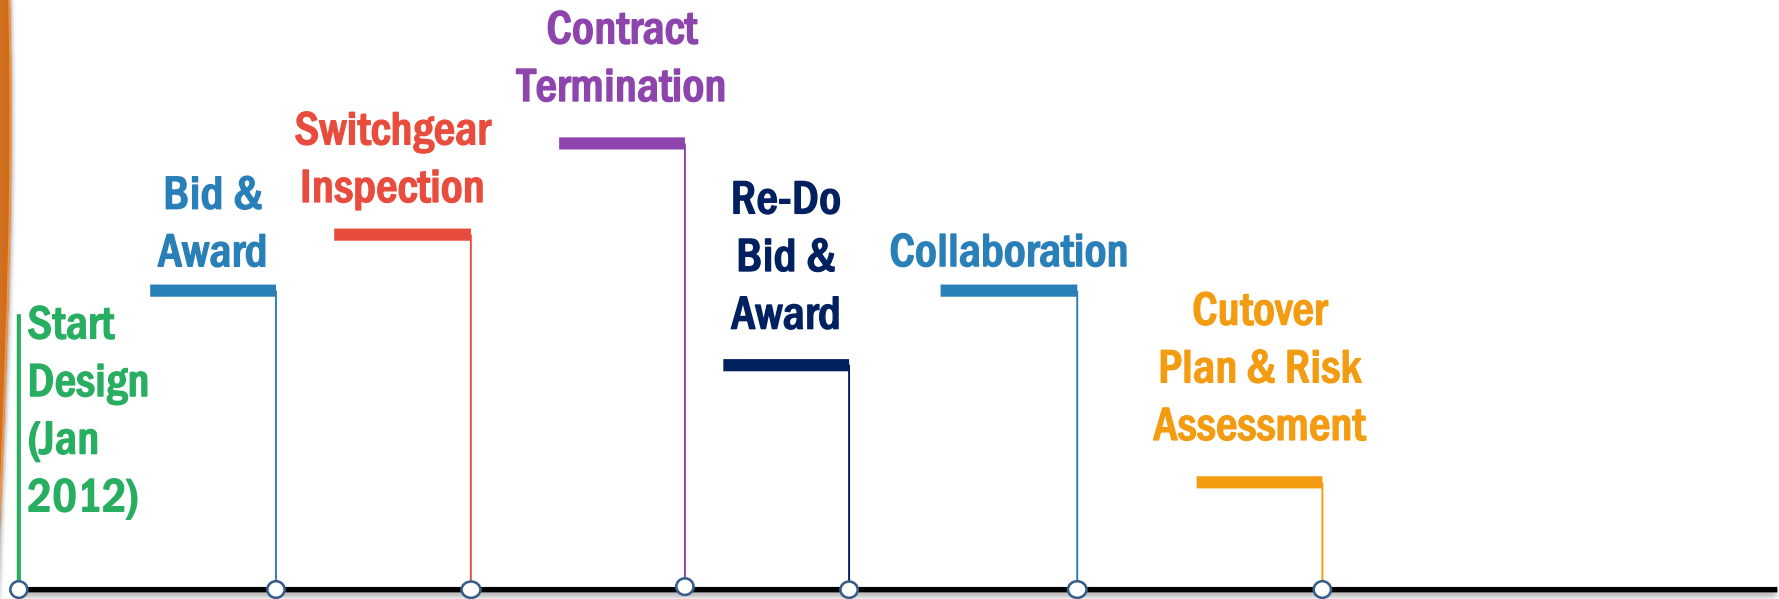 Start
Design
(Jan
2012)
Bid &
Award
Switchgear
Inspection
Contract
Termination
Re-Do
Bid &
Award
Collaboration
Cutover
Plan & Risk
Assessment